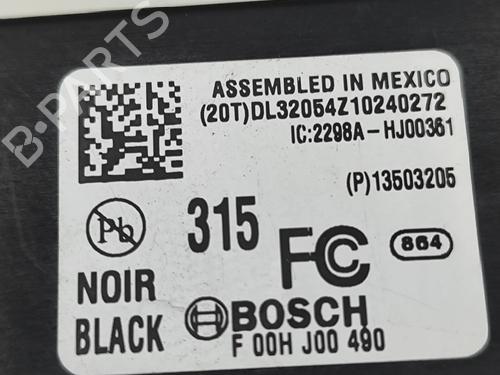 ASSEMBLED IN MEXICO
(20T)DL32054Z10240272
IC:2298A-HJ00361
(P)13503205
Pb
315
FC
864
NOIR
BLACK
BOSCH
F 00H J00 490
B-PARTS